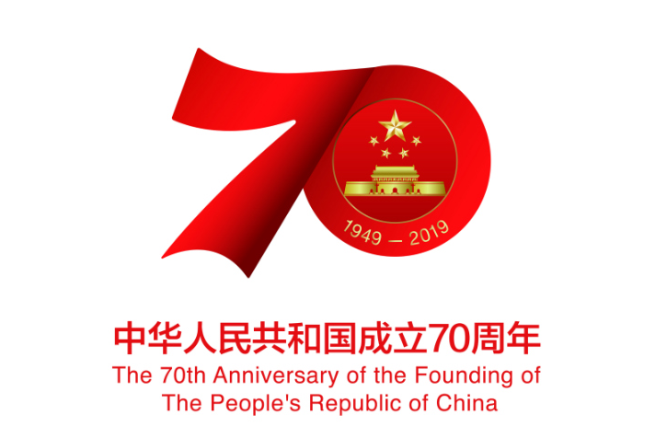 70
1949 — 2019
中华人民共和国成立70周年
The 70th Anniversary of the Founding of
The People's Republic of China